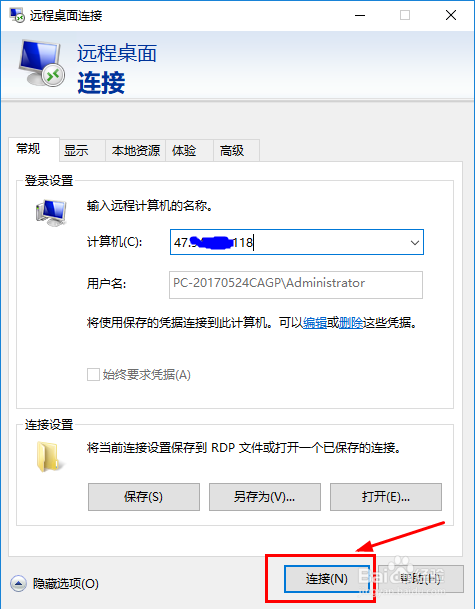 远程桌面连接
远程桌面
连接
常规 显示 本地资源 体验 高级
登录设置
输入远程计算机的名称。
计算机(C): 47. 118
用户名: PC-20170524CAGP\Administrator
将使用保存的凭据连接到此计算机。可以编辑或删除这些凭据。
始终要求凭据(A)
连接设置
将当前连接设置保存到 RDP 文件或打开一个已保存的连接。
保存(S) 另存为(V)... 打开(E)...
隐藏选项(O) 连接(N) 帮助(H)